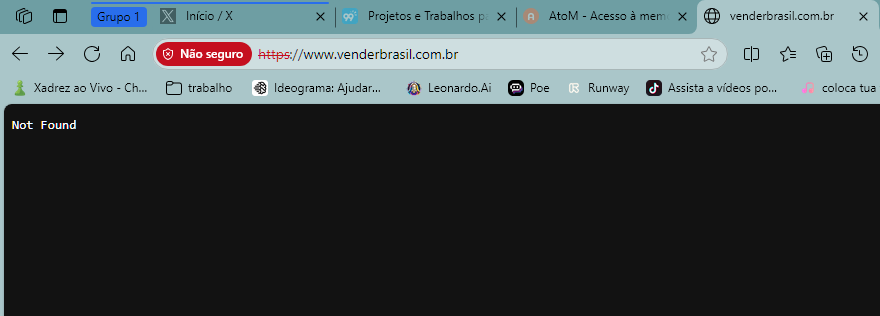 Grupo 1
Início / X
Projetos e Trabalhos pa
AtoM - Acesso à mem
venderbrasil.com.br
Não seguro
https://www.venderbrasil.com.br
Xadrez ao Vivo - Ch...
trabalho
Ideograma: Ajudar...
Leonardo.Ai
Poe
Runway
Assista a vídeos po...
coloca tua
Not Found